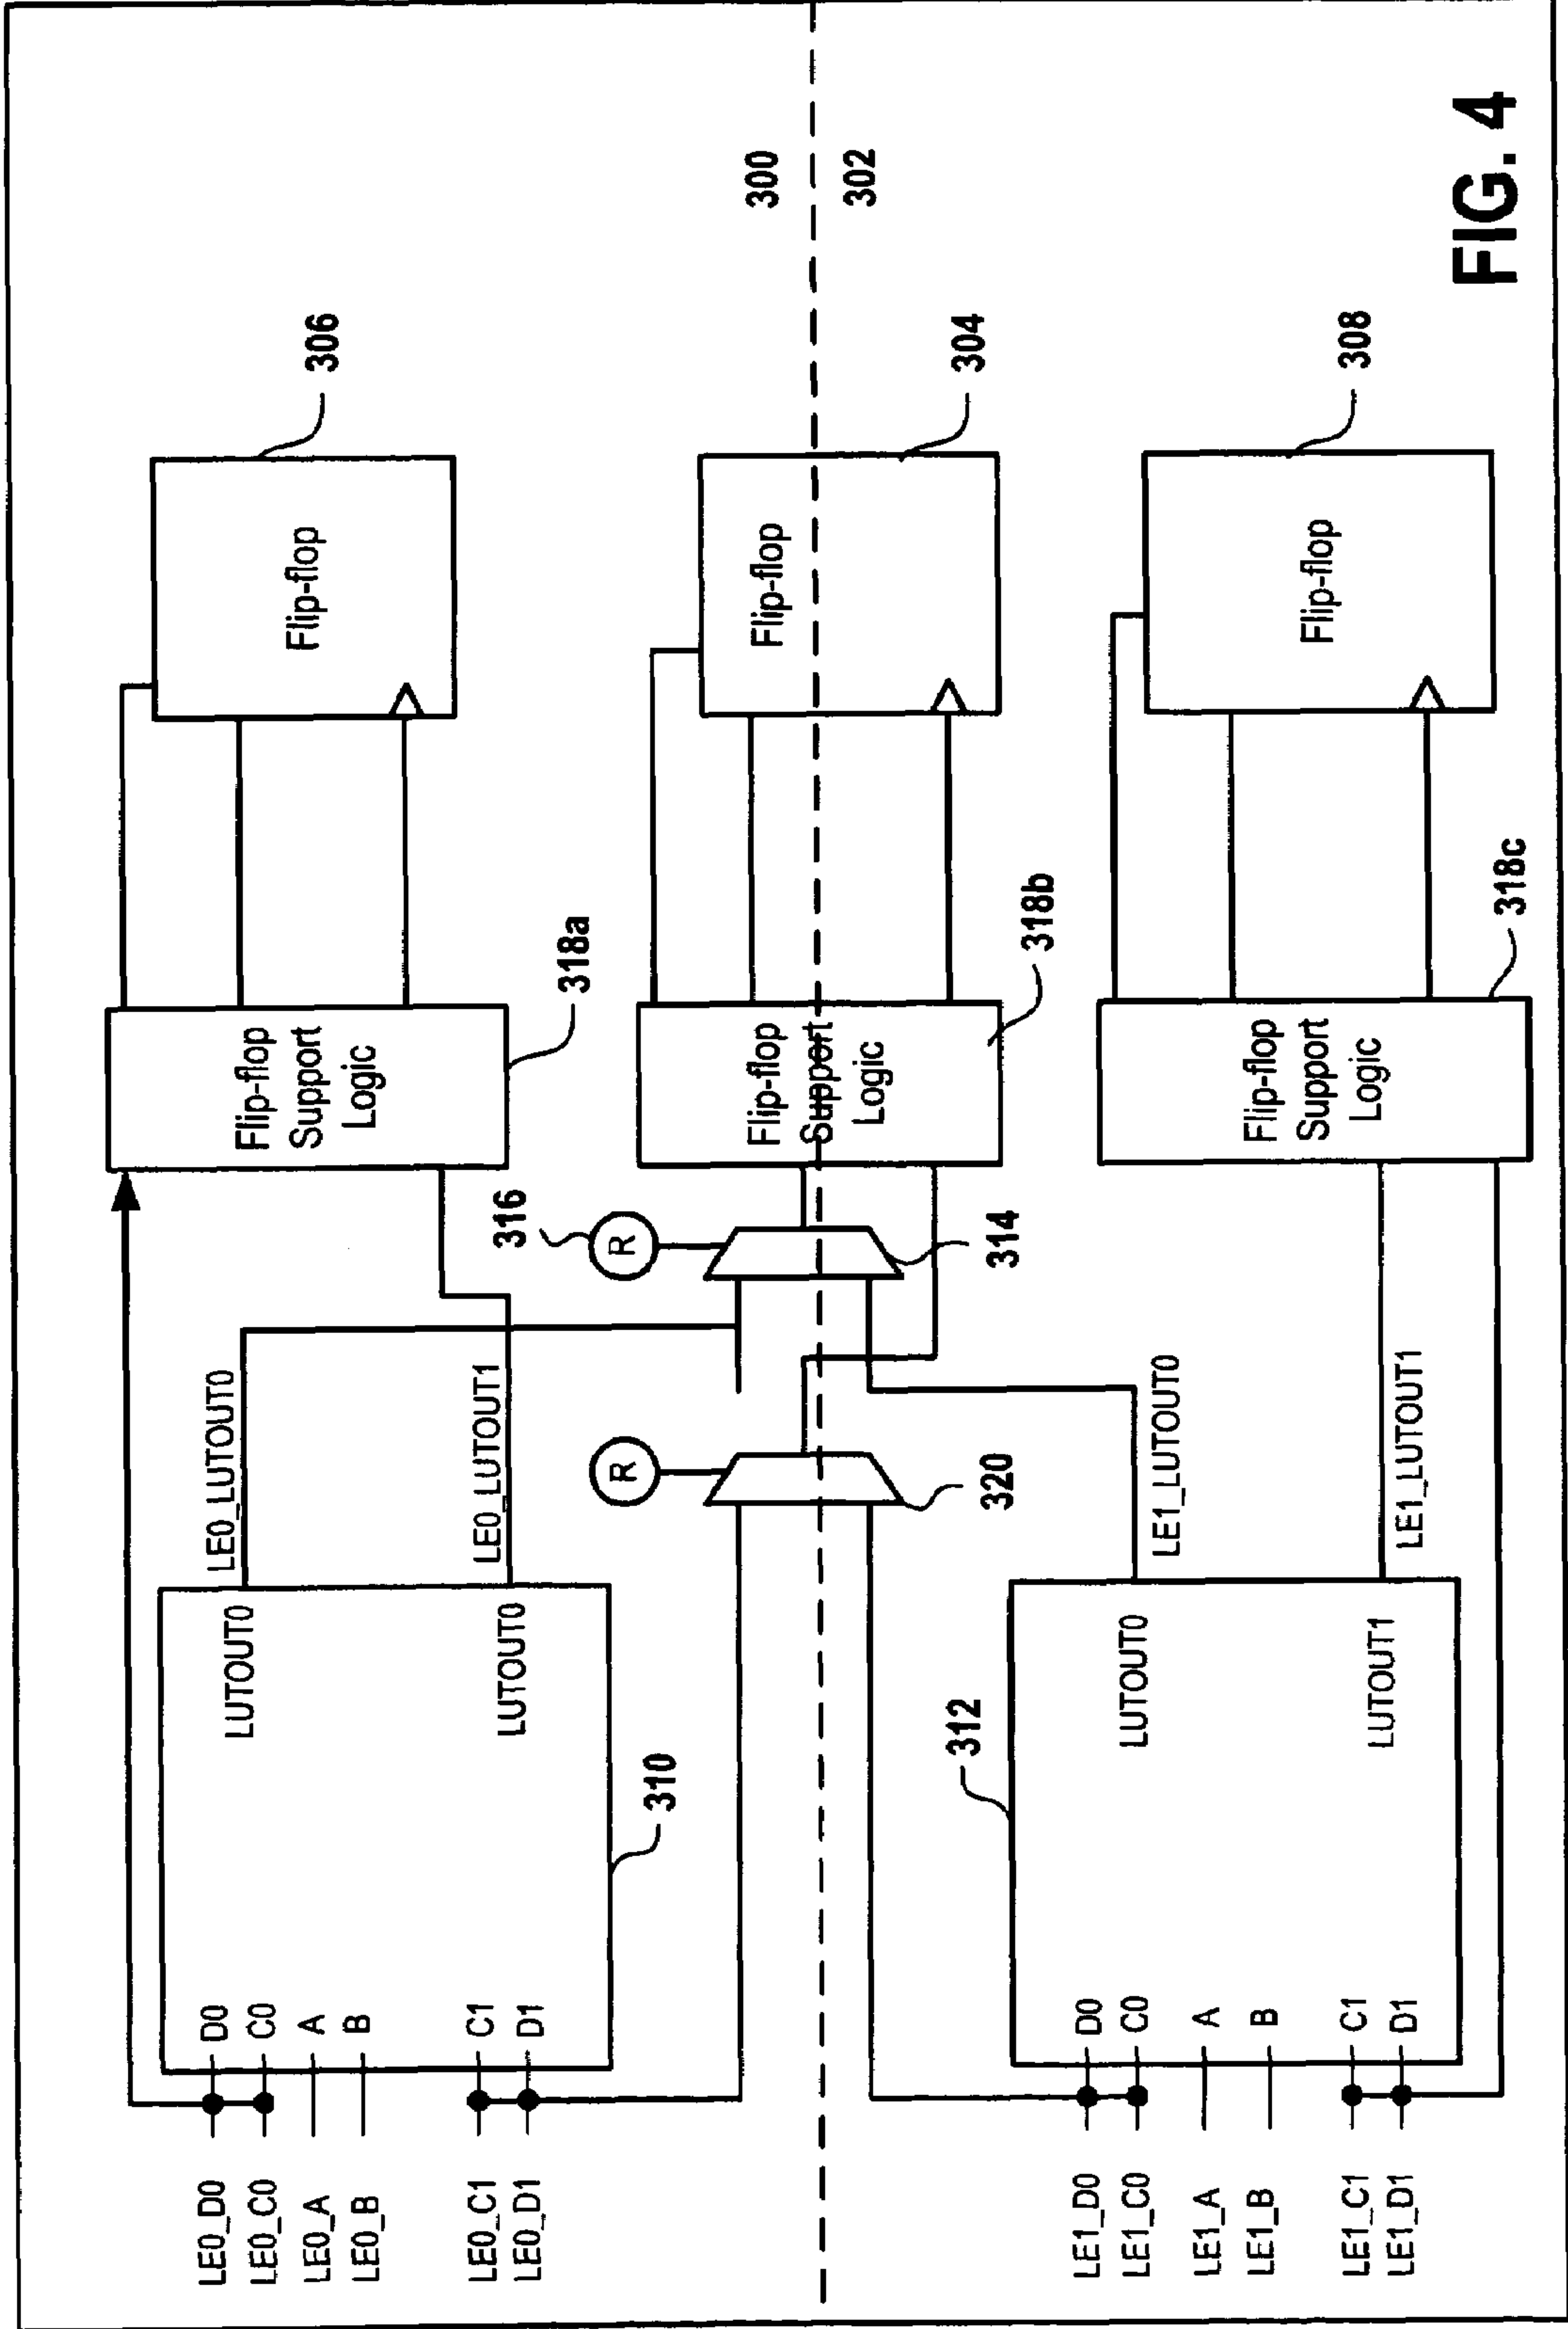 LE0_D0
LE0_C0
LE0_A
LE0_B
LE0_C1
LE0_D1
D0
C0
A
B
C1
D1
LUTOUT0
LUTOUT0
310
LE0_LUTOUT0
LE0_LUTOUT1
Flip-flop
Support
Logic
318a
Flip-flop
306
R
320
R
316
314
Flip-flop
Support
Logic
318b
Flip-flop
304
300
302
LE1_D0
LE1_C0
LE1_A
LE1_B
LE1_C1
LE1_D1
D0
C0
A
B
C1
D1
312
LUTOUT0
LUTOUT1
LE1_LUTOUT0
LE1_LUTOUT1
Flip-flop
Support
Logic
318c
Flip-flop
308
FIG. 4